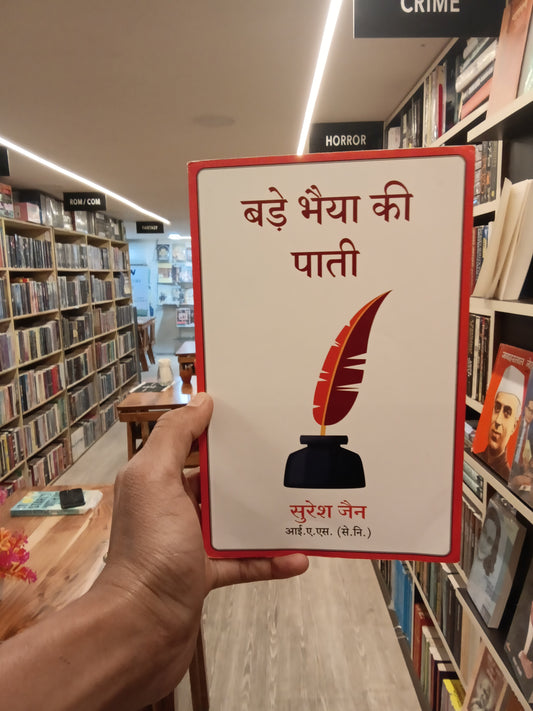 CRIME
HORROR
ROM/COM
FANTASY
बड़े भैया की
पाती
सुरेश जैन
आई.ए.एस. (से.नि.)